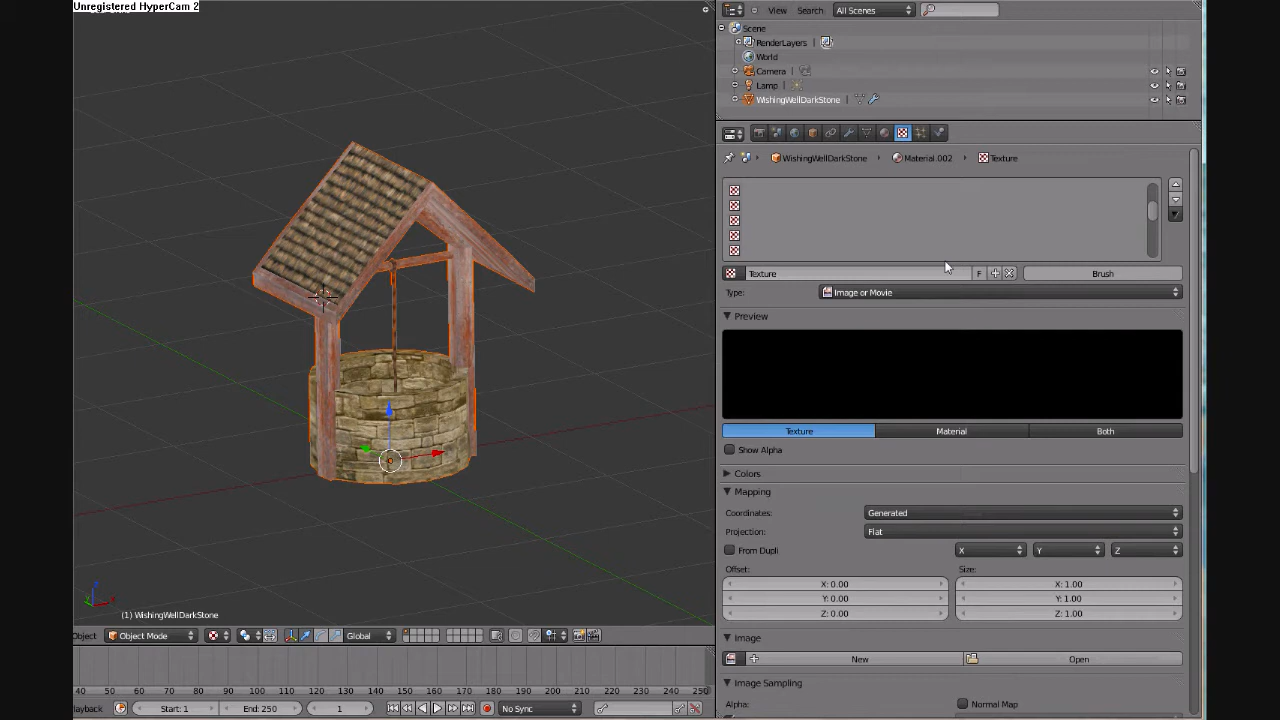 Unregistered HyperCam 2
View Search: All Scenes
Scene
RenderLayers |
World
Camera |
Lamp |
WishingWellDarkStone |
WishingWellDarkStone Material.002 Texture
Texture F Brush
Type: Image or Movie
Preview
Texture Material Both
Show Alpha
Colors
Mapping
Coordinates: Generated
Projection: Flat
From Dupli X Y Z
Offset: Size:
X: 0.00 X: 1.00
Y: 0.00 Y: 1.00
Z: 0.00 Z: 1.00
(1) WishingWellDarkStone
Object Object Mode Global
Image
New Open
Image Sampling
40 50 60 70 80 90 100 110 120 130 140 150 160 170 180 190 200 210 220 230 240 250
Alpha: Normal Map
Playback Start: 1 End: 250 1 No Sync